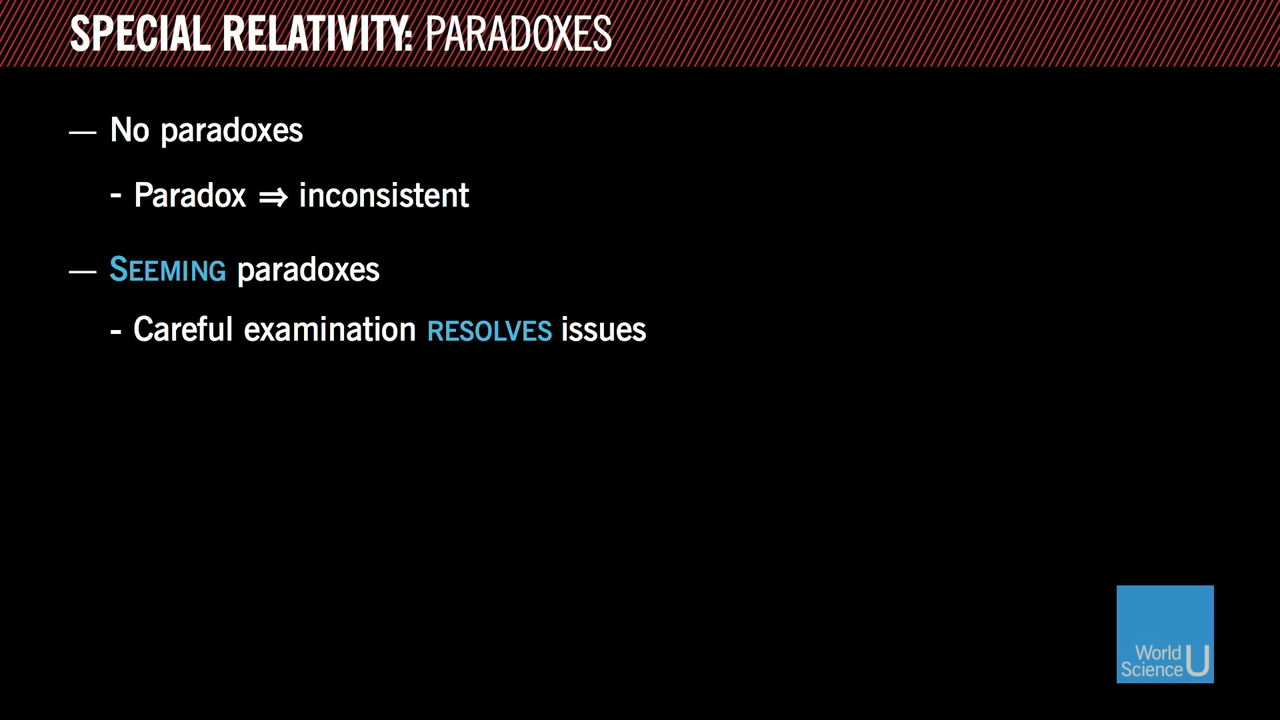 SPECIAL RELATIVITY: PARADOXES
— No paradoxes
- Paradox ⇒ inconsistent
— SEEMING paradoxes
- Careful examination RESOLVES issues
World
Science U